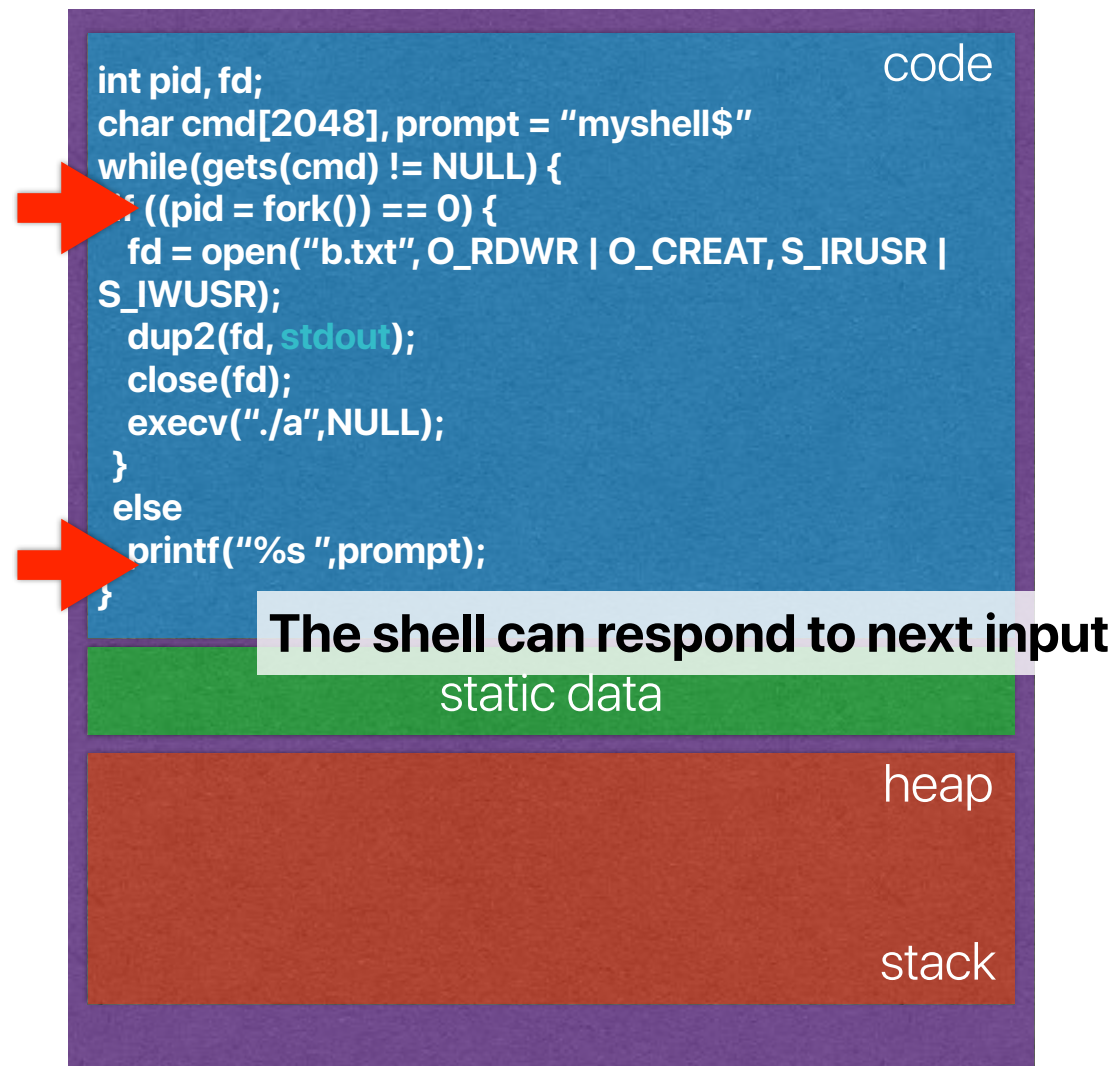 code
int pid, fd;
char cmd[2048], prompt = “myshell$”
while(gets(cmd) != NULL) {
((pid = fork()) == 0) {
fd = open(“b.txt”, O_RDWR | O_CREAT, S_IRUSR |
S_IWUSR);
dup2(fd, stdout);
close(fd);
execv(“./a”,NULL);
}
else
printf(“%s ”,prompt);
}
The shell can respond to next input
static data
heap
stack